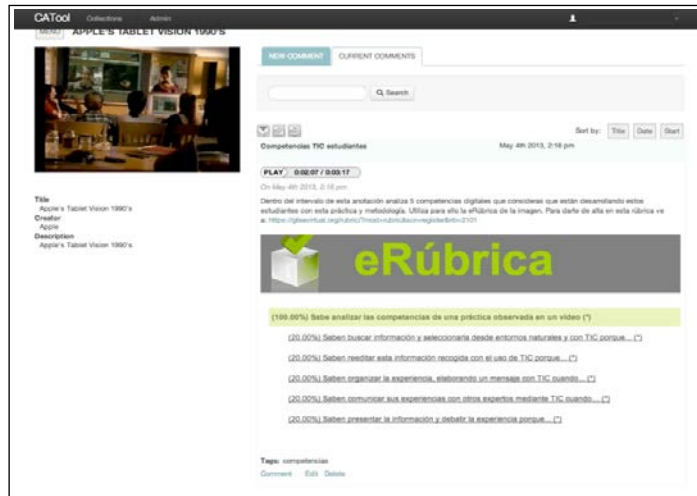 CATool Collections Admin
MENU APPLE'S TABLET VISION 1990'S
NEW COMMENT CURRENT COMMENTS
Search
Sort by: Title Date Start
Competencias TIC estudiantes May 4th 2013, 2:16 pm
PLAY 0:02:07 / 0:03:17
On May 4th 2013, 2:16 pm
Dentro del intervalo de esta anotación analiza 5 competencias digitales que consideras que están desarrollando estos
estudiantes con esta práctica y metodología. Utiliza para ello la eRúbrica de la imagen. Para darte de alta en esta rúbrica ve
a:
eRúbrica
(100.00%) Sabe analizar las competencias de una práctica observada en un video (*)
(20.00%) Saben buscar información y seleccionarla desde entornos naturales y con TIC porque... (*)
(20.00%) Saben reeditar esta información recogida con el uso de TIC porque... (*)
(20.00%) Saben organizar la experiencia, elaborando un mensaje con TIC cuando... (*)
(20.00%) Saben comunicar sus experiencias con otros expertos mediante TIC cuando... (*)
(20.00%) Saben presentar la información y debatir la experiencia porque... (*)
Tags: competencias
Comment Edit Delete
Title
Apple's Tablet Vision 1990's
Creator
Apple
Description
Apple's Tablet Vision 1990's